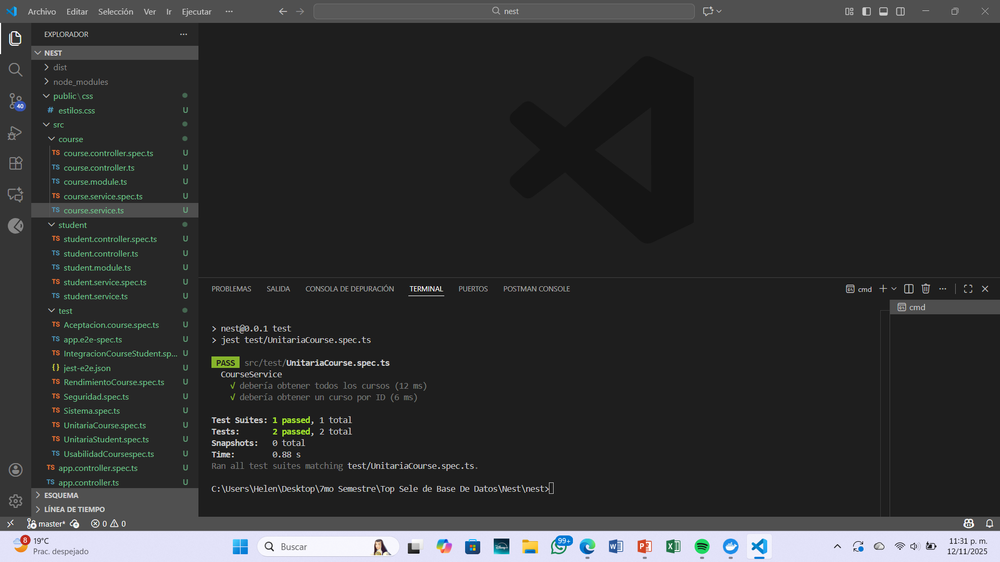 Archivo Editar Selección Ver Ir Ejecutar ···
nest
EXPLORADOR
NEST
dist
node_modules
public\css
# estilos.css U
src
course
TS course.controller.spec.ts U
TS course.controller.ts U
TS course.module.ts U
TS course.service.spec.ts U
TS course.service.ts U
student
TS student.controller.spec.ts U
TS student.controller.ts U
TS student.module.ts U
TS student.service.spec.ts U
TS student.service.ts U
test
TS Aceptacion.course.spec.ts U
TS app.e2e-spec.ts U
TS IntegracionCourseStudent.sp... U
{} jest-e2e.json U
TS RendimientoCourse.spec.ts U
TS Seguridad.spec.ts U
TS Sistema.spec.ts U
TS UnitariaCourse.spec.ts U
TS UnitariaStudent.spec.ts U
TS UsabilidadCoursespec.ts U
TS app.controller.spec.ts U
TS app.controller.ts U
ESQUEMA
LÍNEA DE TIEMPO
40
PROBLEMAS SALIDA CONSOLA DE DEPURACIÓN TERMINAL PUERTOS POSTMAN CONSOLE
cmd
cmd
> nest@0.0.1 test
> jest test/UnitariaCourse.spec.ts
PASS src/test/UnitariaCourse.spec.ts
CourseService
√ debería obtener todos los cursos (12 ms)
√ debería obtener un curso por ID (6 ms)
Test Suites: 1 passed, 1 total
Tests: 2 passed, 2 total
Snapshots: 0 total
Time: 0.88 s
Ran all test suites matching test/UnitariaCourse.spec.ts.
C:\Users\Helen\Desktop\7mo Semestre\Top Sele de Base De Datos\Nest\nest>
master* 0 0
8
19°C
Prac. despejado
Buscar
Disney+
99+
11:31 p. m.
12/11/2025